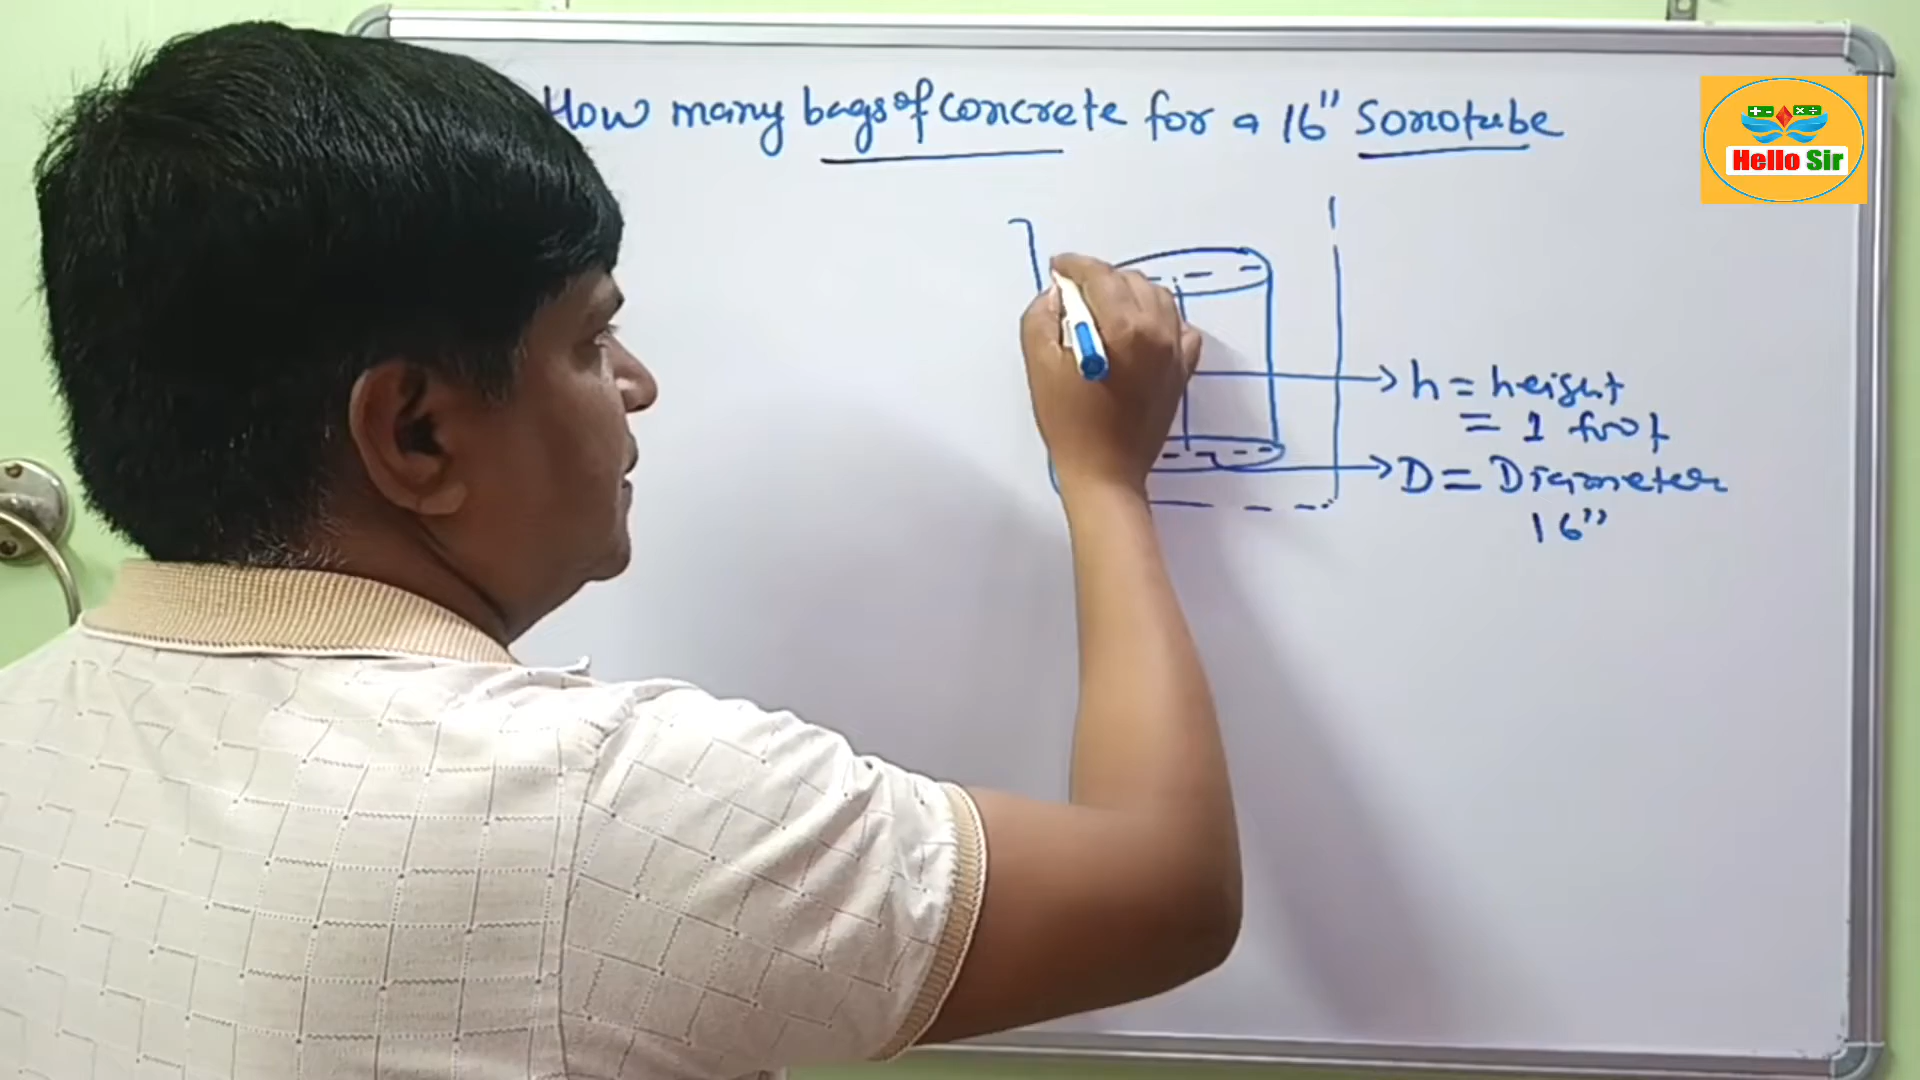 How many bags of concrete for a 16" Sonotube
Hello Sir
h = height
= 1 foot
D = Diameter
16"